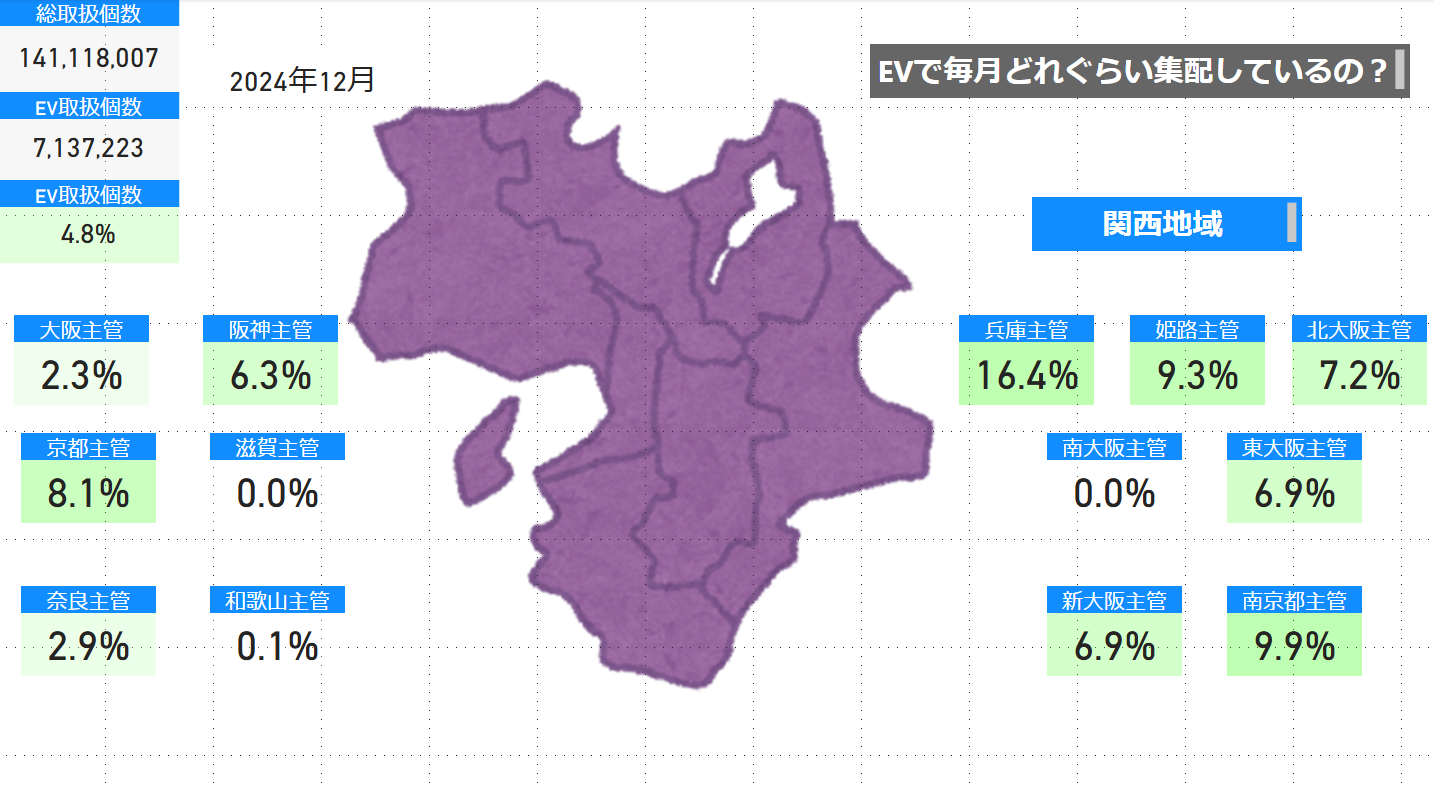 総取扱個数
141,118,007
EV取扱個数
7,137,223
EV取扱個数
4.8%
2024年12月
EVで毎月どれぐらい集配しているの？
関西地域
大阪主管
2.3%
阪神主管
6.3%
京都主管
8.1%
滋賀主管
0.0%
奈良主管
2.9%
和歌山主管
0.1%
兵庫主管
16.4%
姫路主管
9.3%
北大阪主管
7.2%
南大阪主管
0.0%
東大阪主管
6.9%
新大阪主管
6.9%
南京都主管
9.9%